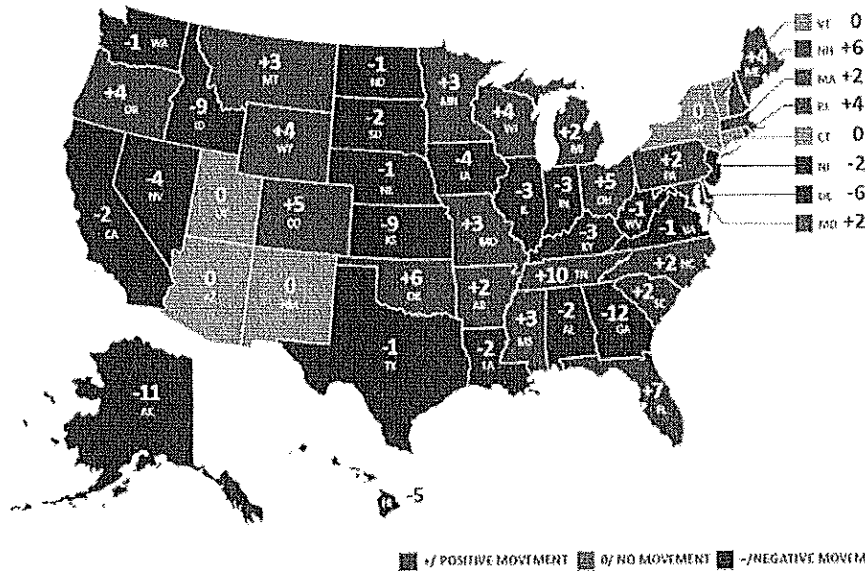 -1 WA
+4
OR
-9
ID
+3
MT
-1
ND
+3
MN
+4
WI
+2
MI
+4
ME
VT 0
NH +6
MA +2
RI +4
CT 0
NJ -2
DE -6
MD +2
-2
CA
-4
NV
0
+4
WY
-2
SD
-1
NE
-4
IA
-3
IL
-3
IN
+5
OH
+2
PA
0
+5
CO
-9
KS
+3 MO
-3
KY
-1
WV
-1 VA
0
0
+6
OK
+2
AR
+10 TN
+2 NC
+2
SC
-1
TX
-2
LA
+3
MS
-2
AL
-12
GA
+7
FL
-11
AK
-5
+/ POSITIVE MOVEMENT 0/ NO MOVEMENT -/NEGATIVE MOVEM